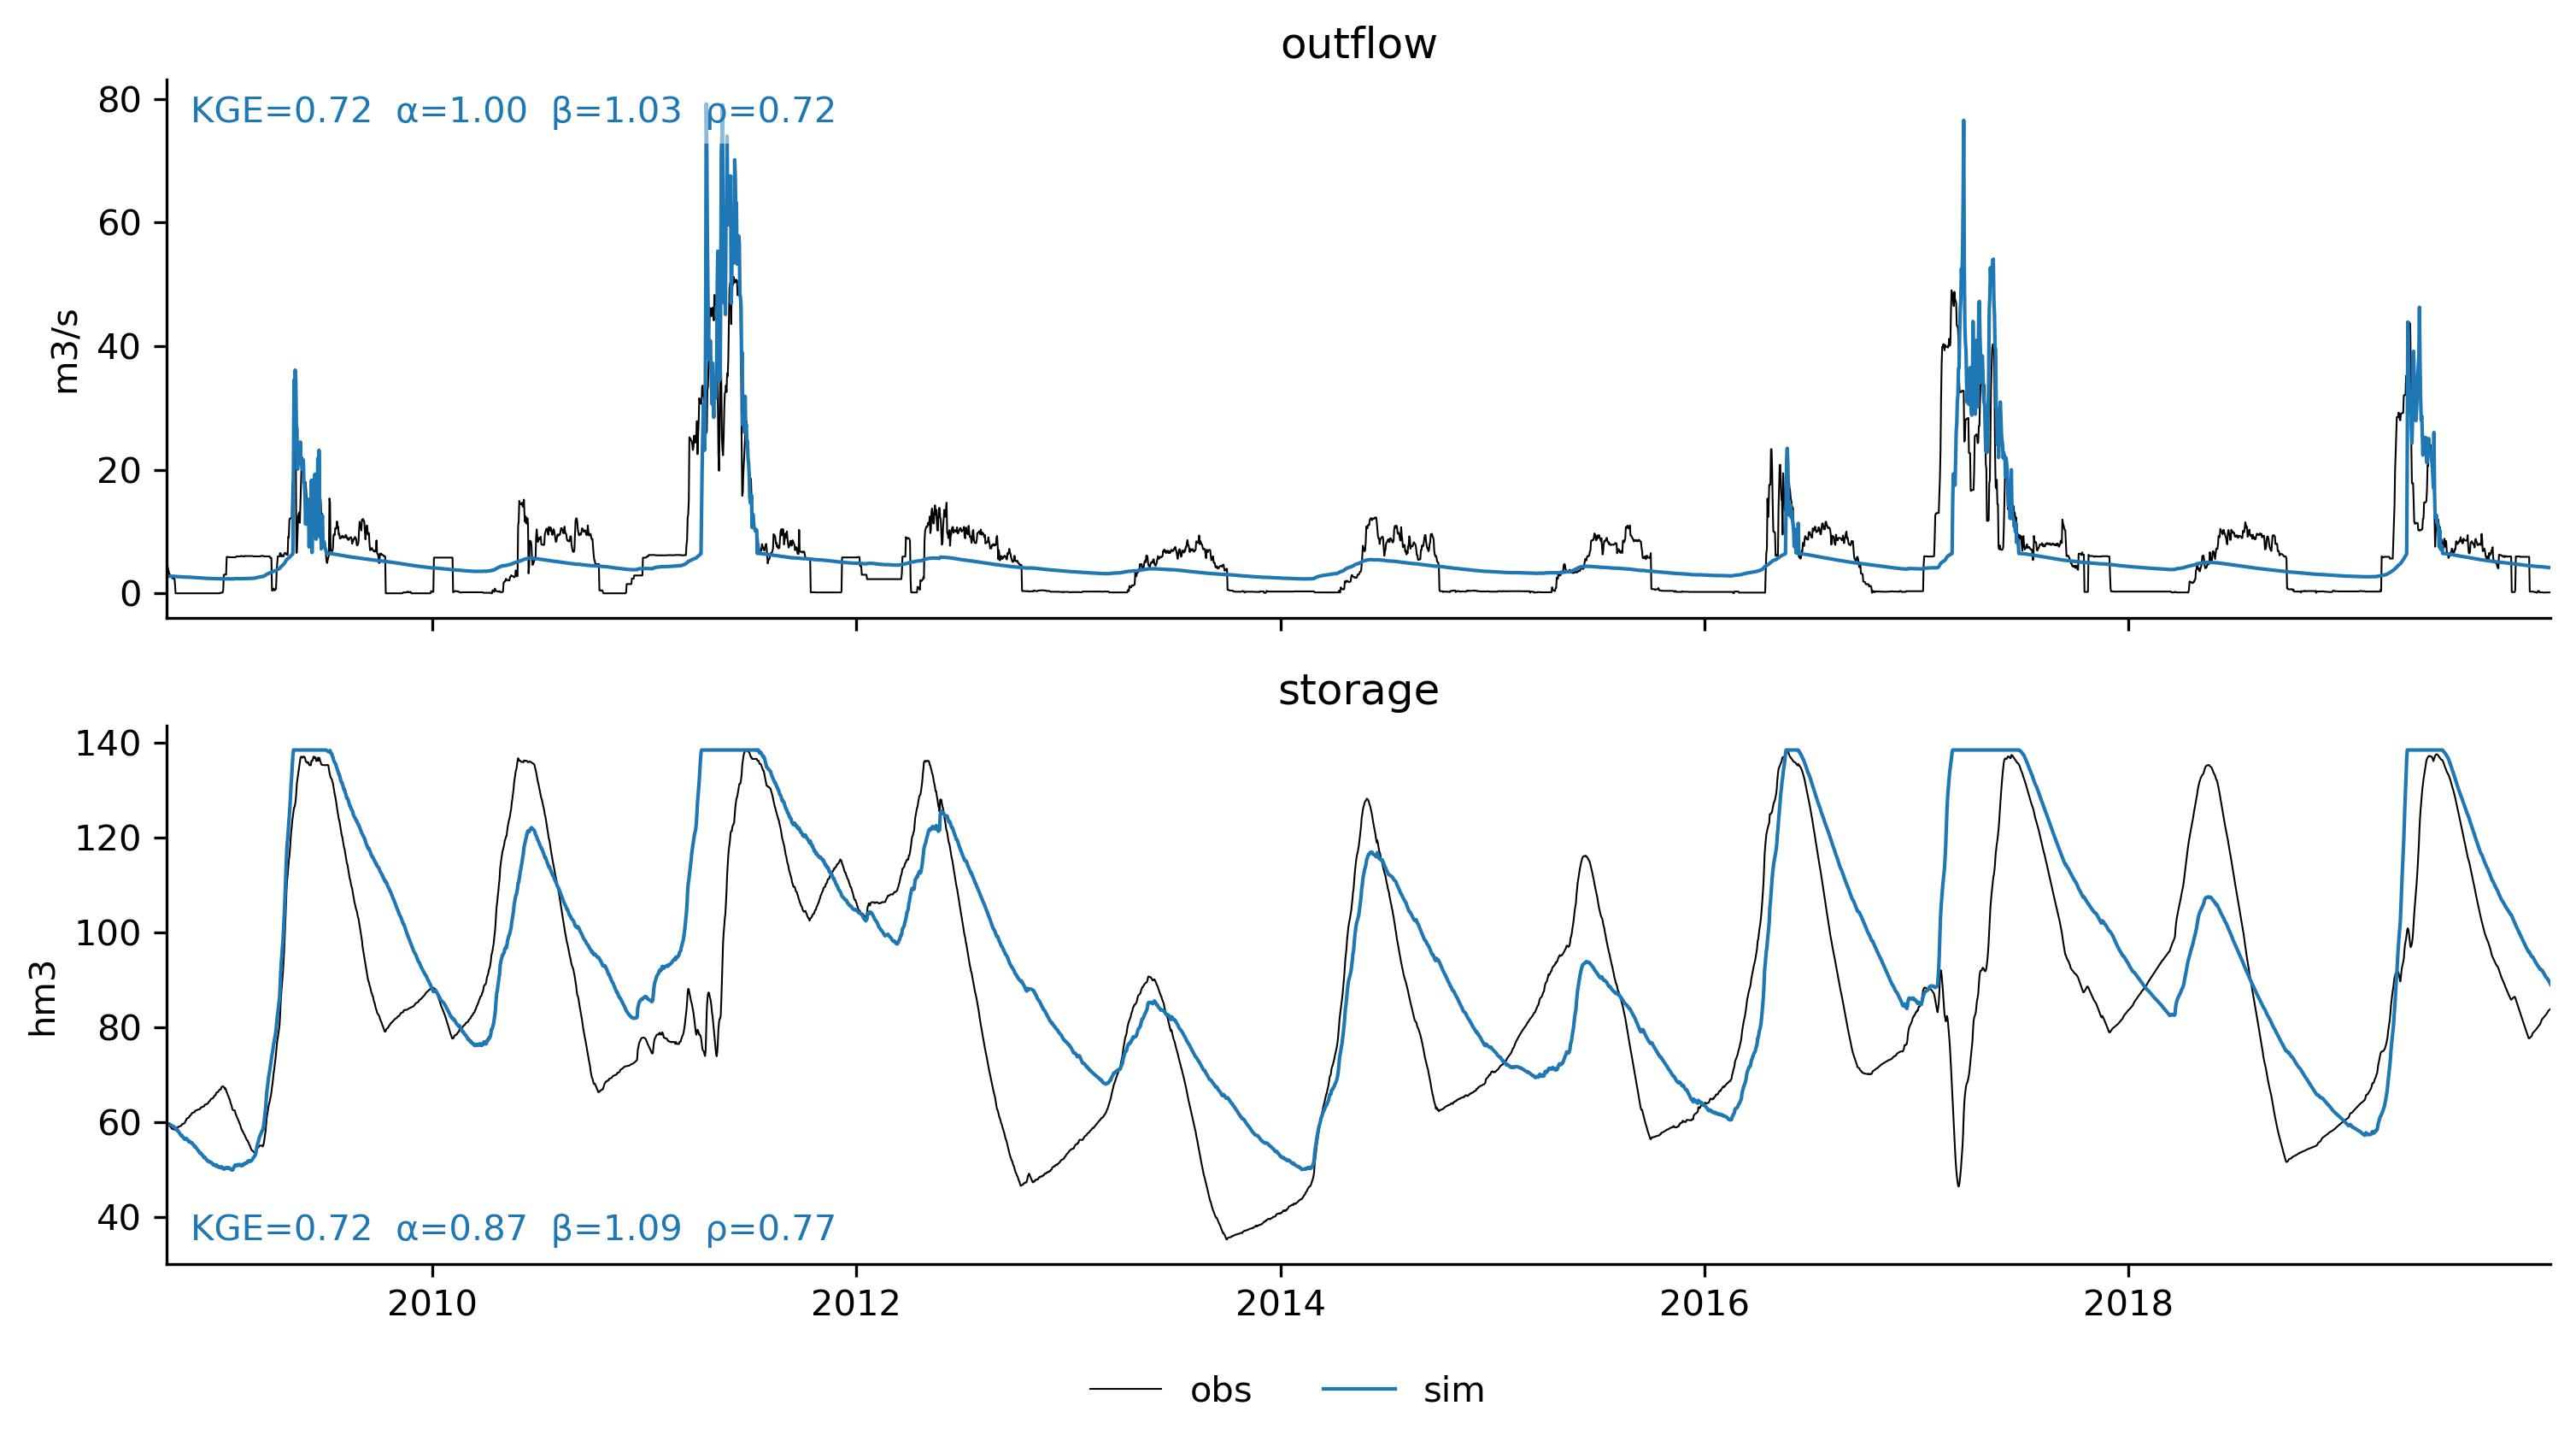 outflow
KGE=0.72 α=1.00 β=1.03 ρ=0.72
80
60
40
20
0
m3/s
storage
140
120
100
80
60
40
hm3
KGE=0.72 α=0.87 β=1.09 ρ=0.77
2010 2012 2014 2016 2018
obs sim